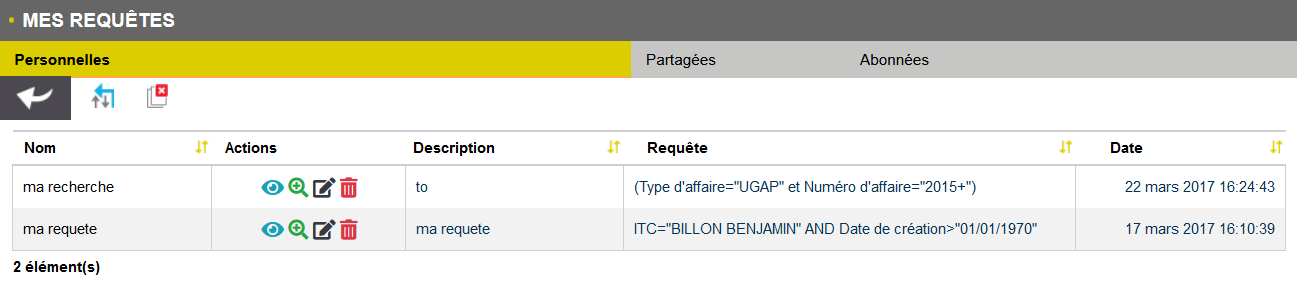 MES REQUÊTES
Personnelles Partagées Abonnées
Nom Actions Description Requête Date
ma recherche to (Type d'affaire="UGAP" et Numéro d'affaire="2015+") 22 mars 2017 16:24:43
ma requete ma requete ITC="BILLON BENJAMIN" AND Date de création>"01/01/1970" 17 mars 2017 16:10:39
2 élément(s)